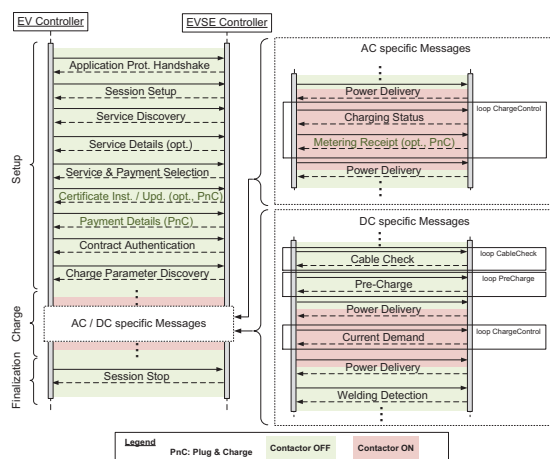 EV Controller
EVSE Controller
Setup
Application Prot. Handshake
Session Setup
Service Discovery
Service Details (opt.)
Service & Payment Selection
Certificate Inst. / Upd. (opt., PnC)
Payment Details (PnC)
Contract Authentication
Charge Parameter Discovery
Charge
AC / DC specific Messages
Finalization
Session Stop
AC specific Messages
Power Delivery
loop ChargeControl
Charging Status
Metering Receipt (opt., PnC)
Power Delivery
DC specific Messages
loop CableCheck
Cable Check
loop PreCharge
Pre-Charge
Power Delivery
loop ChargeControl
Current Demand
Power Delivery
Welding Detection
Legend
PnC: Plug & Charge
Contactor OFF
Contactor ON